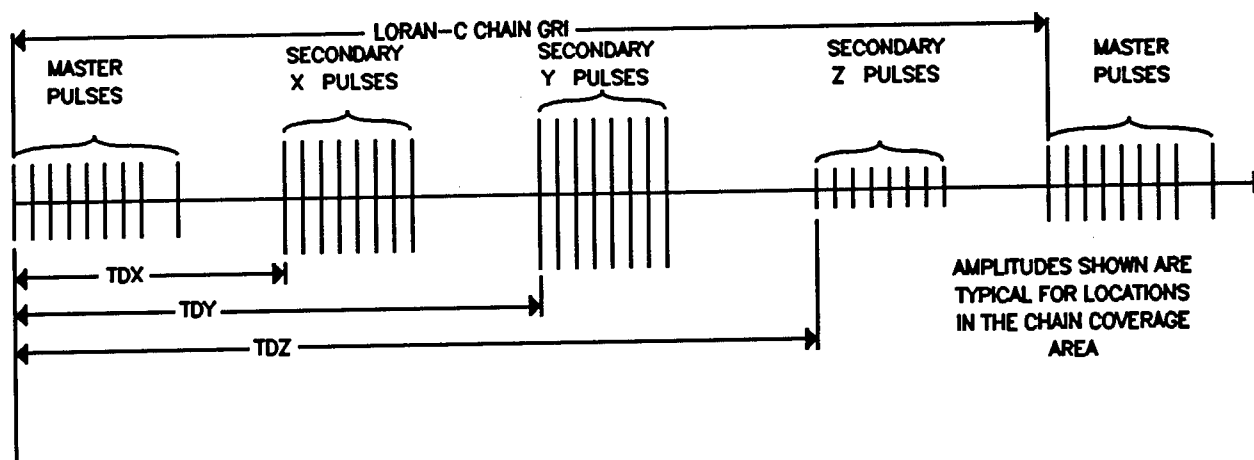 LORAN-C CHAIN GRI
MASTER
PULSES
SECONDARY
X PULSES
SECONDARY
Y PULSES
SECONDARY
Z PULSES
MASTER
PULSES
TDX
TDY
TDZ
AMPLITUDES SHOWN ARE
TYPICAL FOR LOCATIONS
IN THE CHAIN COVERAGE
AREA